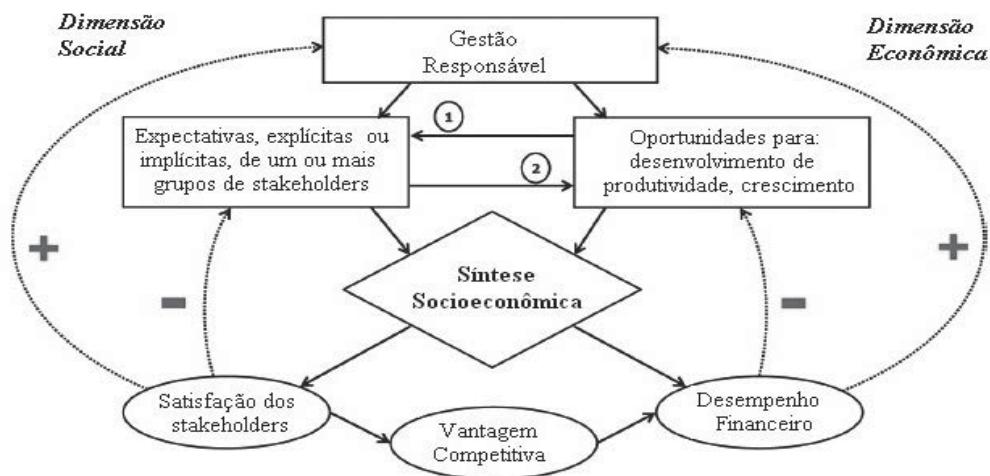 Dimensão
Social
Dimensão
Econômica
Gestão
Responsável
1
Expectativas, explícitas ou
implícitas, de um ou mais
grupos de stakeholders
2
Oportunidades para:
desenvolvimento de
produtividade, crescimento
+
+
-
-
Síntese
Socioeconômica
Satisfação dos
stakeholders
Vantagem
Competitiva
Desempenho
Financeiro